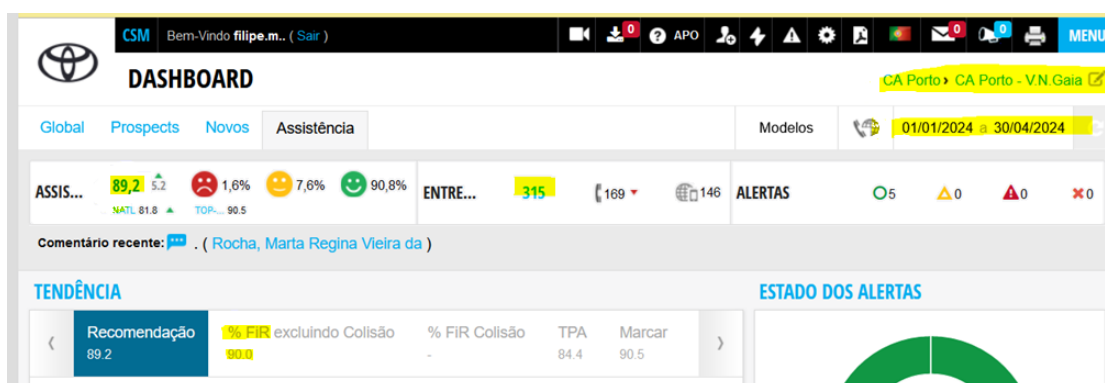 CSM Bem-Vindo filipe.m.. ( Sair ) 0 APO 0 0 MENU
DASHBOARD
CA Porto › CA Porto - V.N.Gaia
Global Prospects Novos Assistência Modelos 01/01/2024 a 30/04/2024
ASSIS... 89,2 5.2 1,6% 7,6% 90,8% ENTRE... 315 169 146 ALERTAS 5 0 0 0
NATL 81.8 TOP-... 90.5
Comentário recente: . ( Rocha, Marta Regina Vieira da )
TENDÊNCIA ESTADO DOS ALERTAS
Recomendação % FiR excluindo Colisão % FiR Colisão TPA Marcar
89.2 90.0 - 84.4 90.5